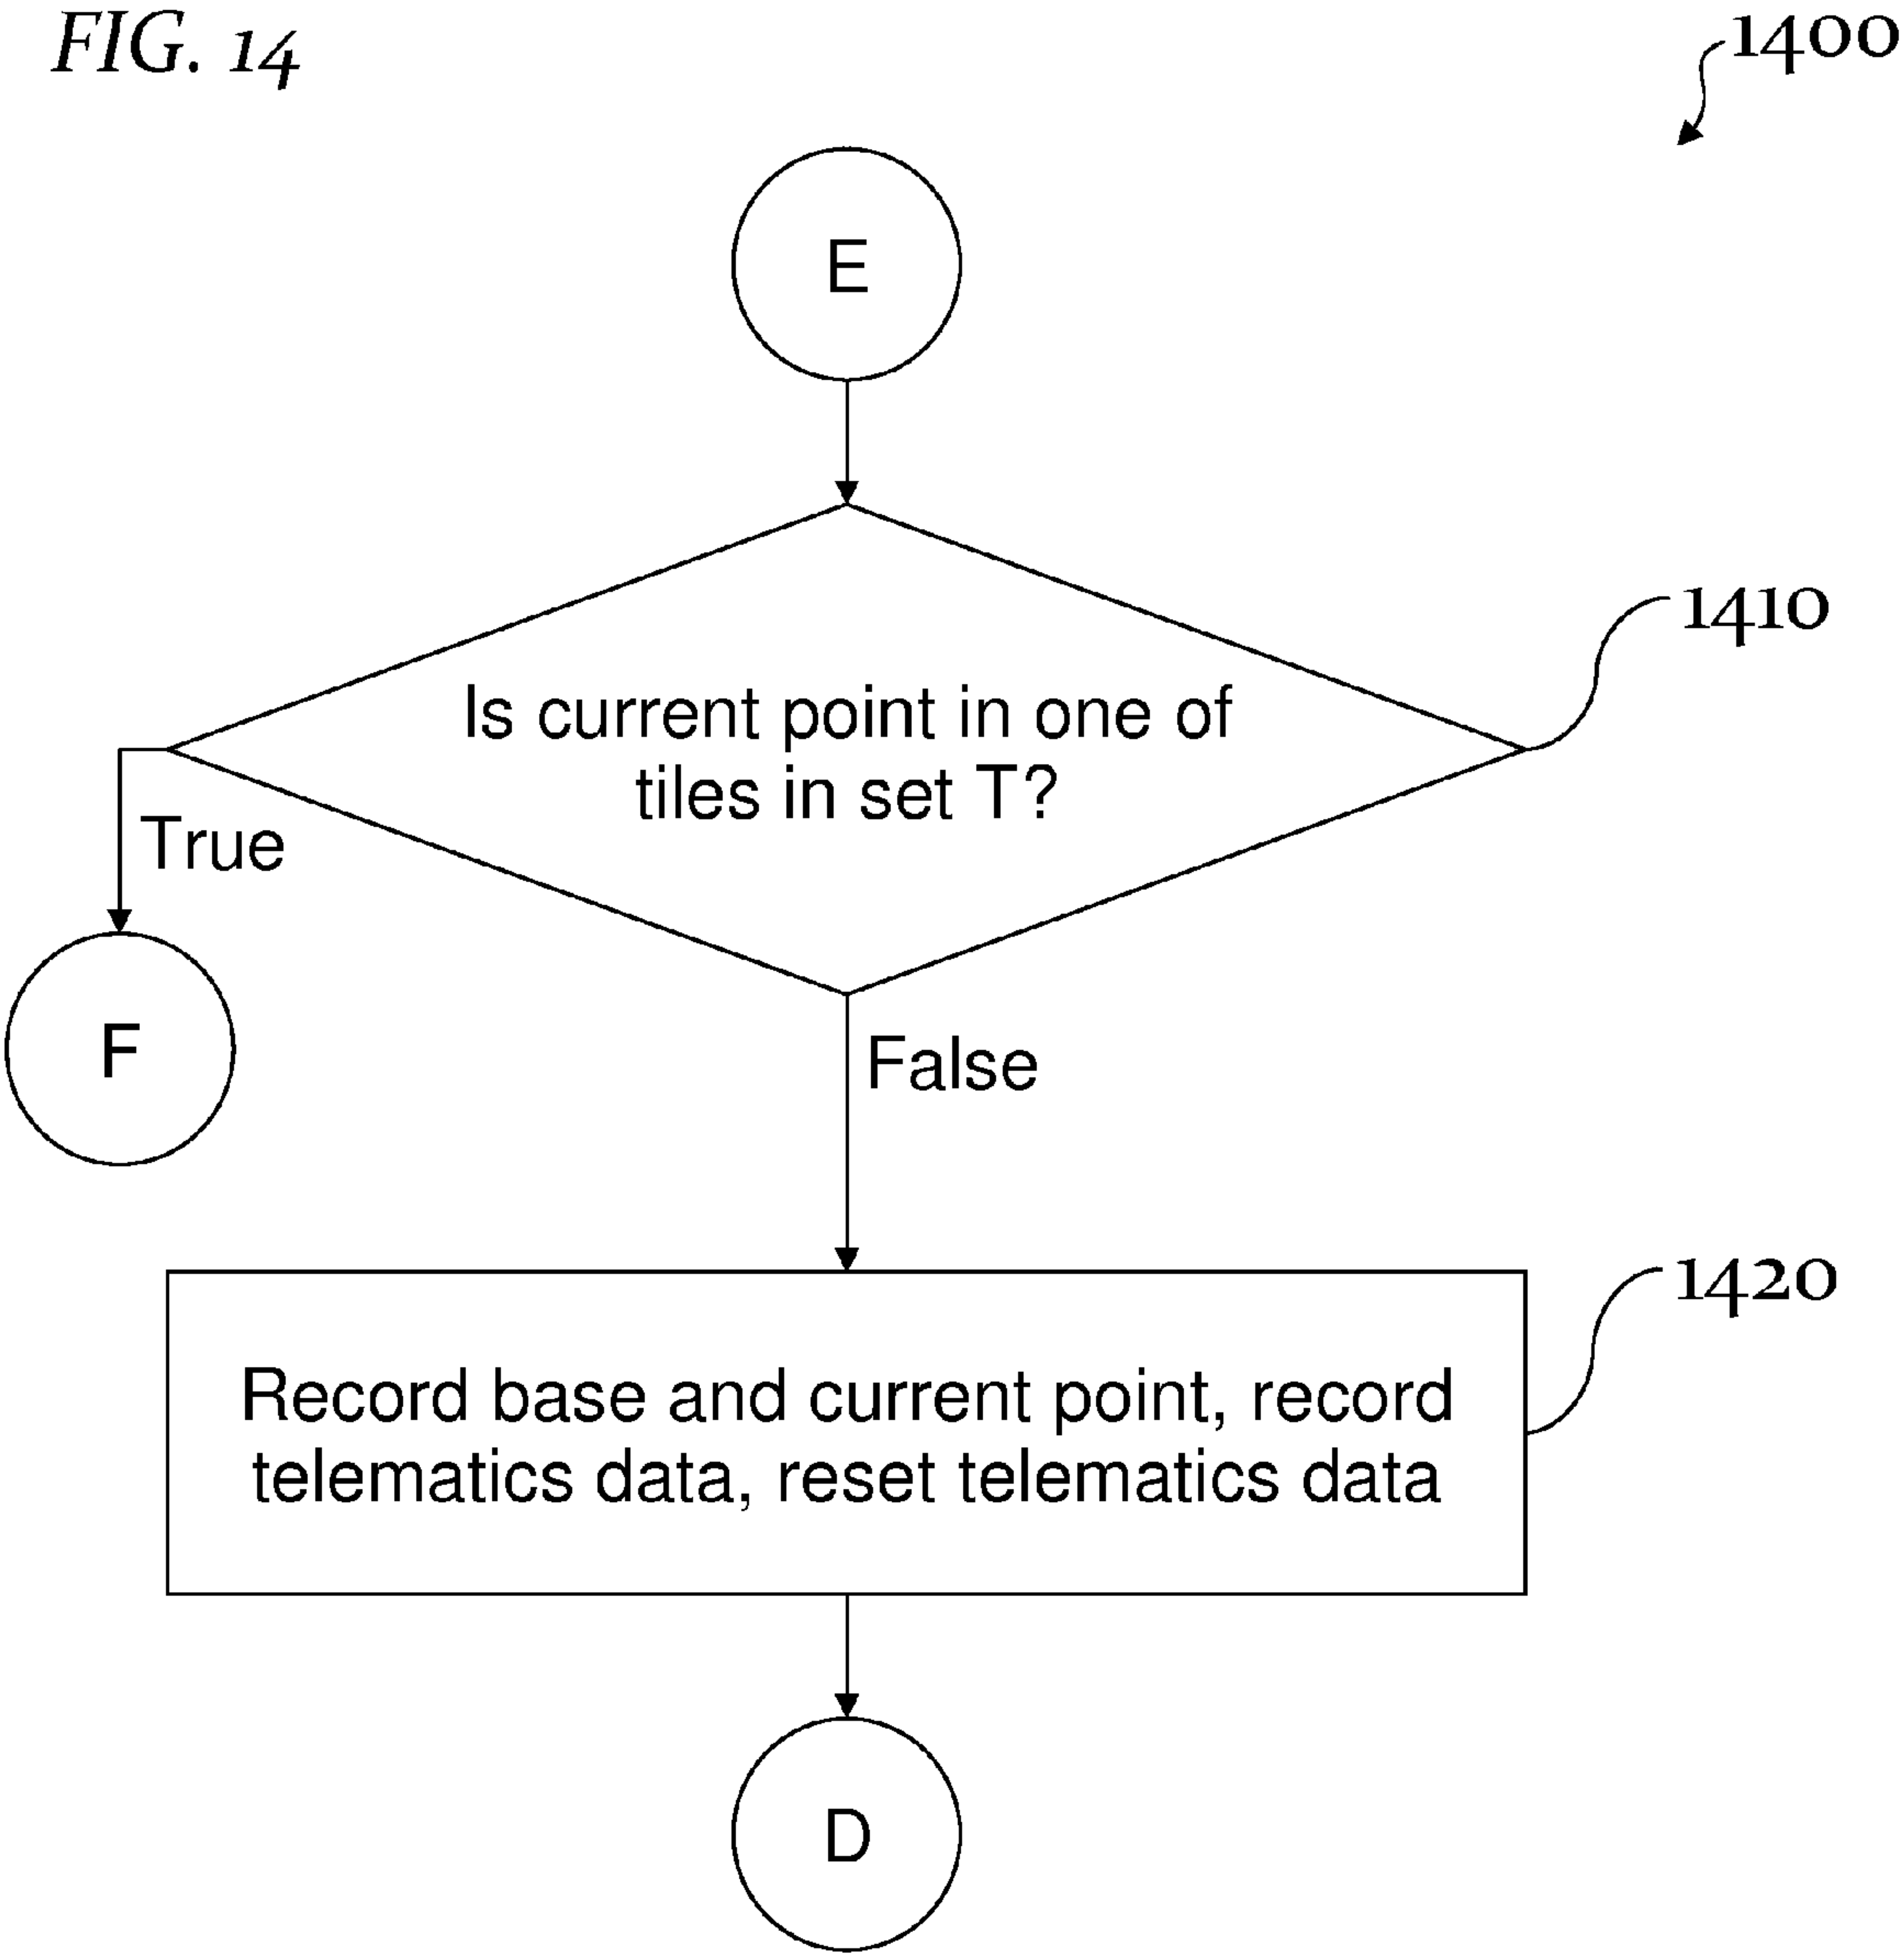 FIG. 14
1400
E
1410
Is current point in one of
tiles in set T?
True
F
False
1420
Record base and current point, record
telematics data, reset telematics data
D